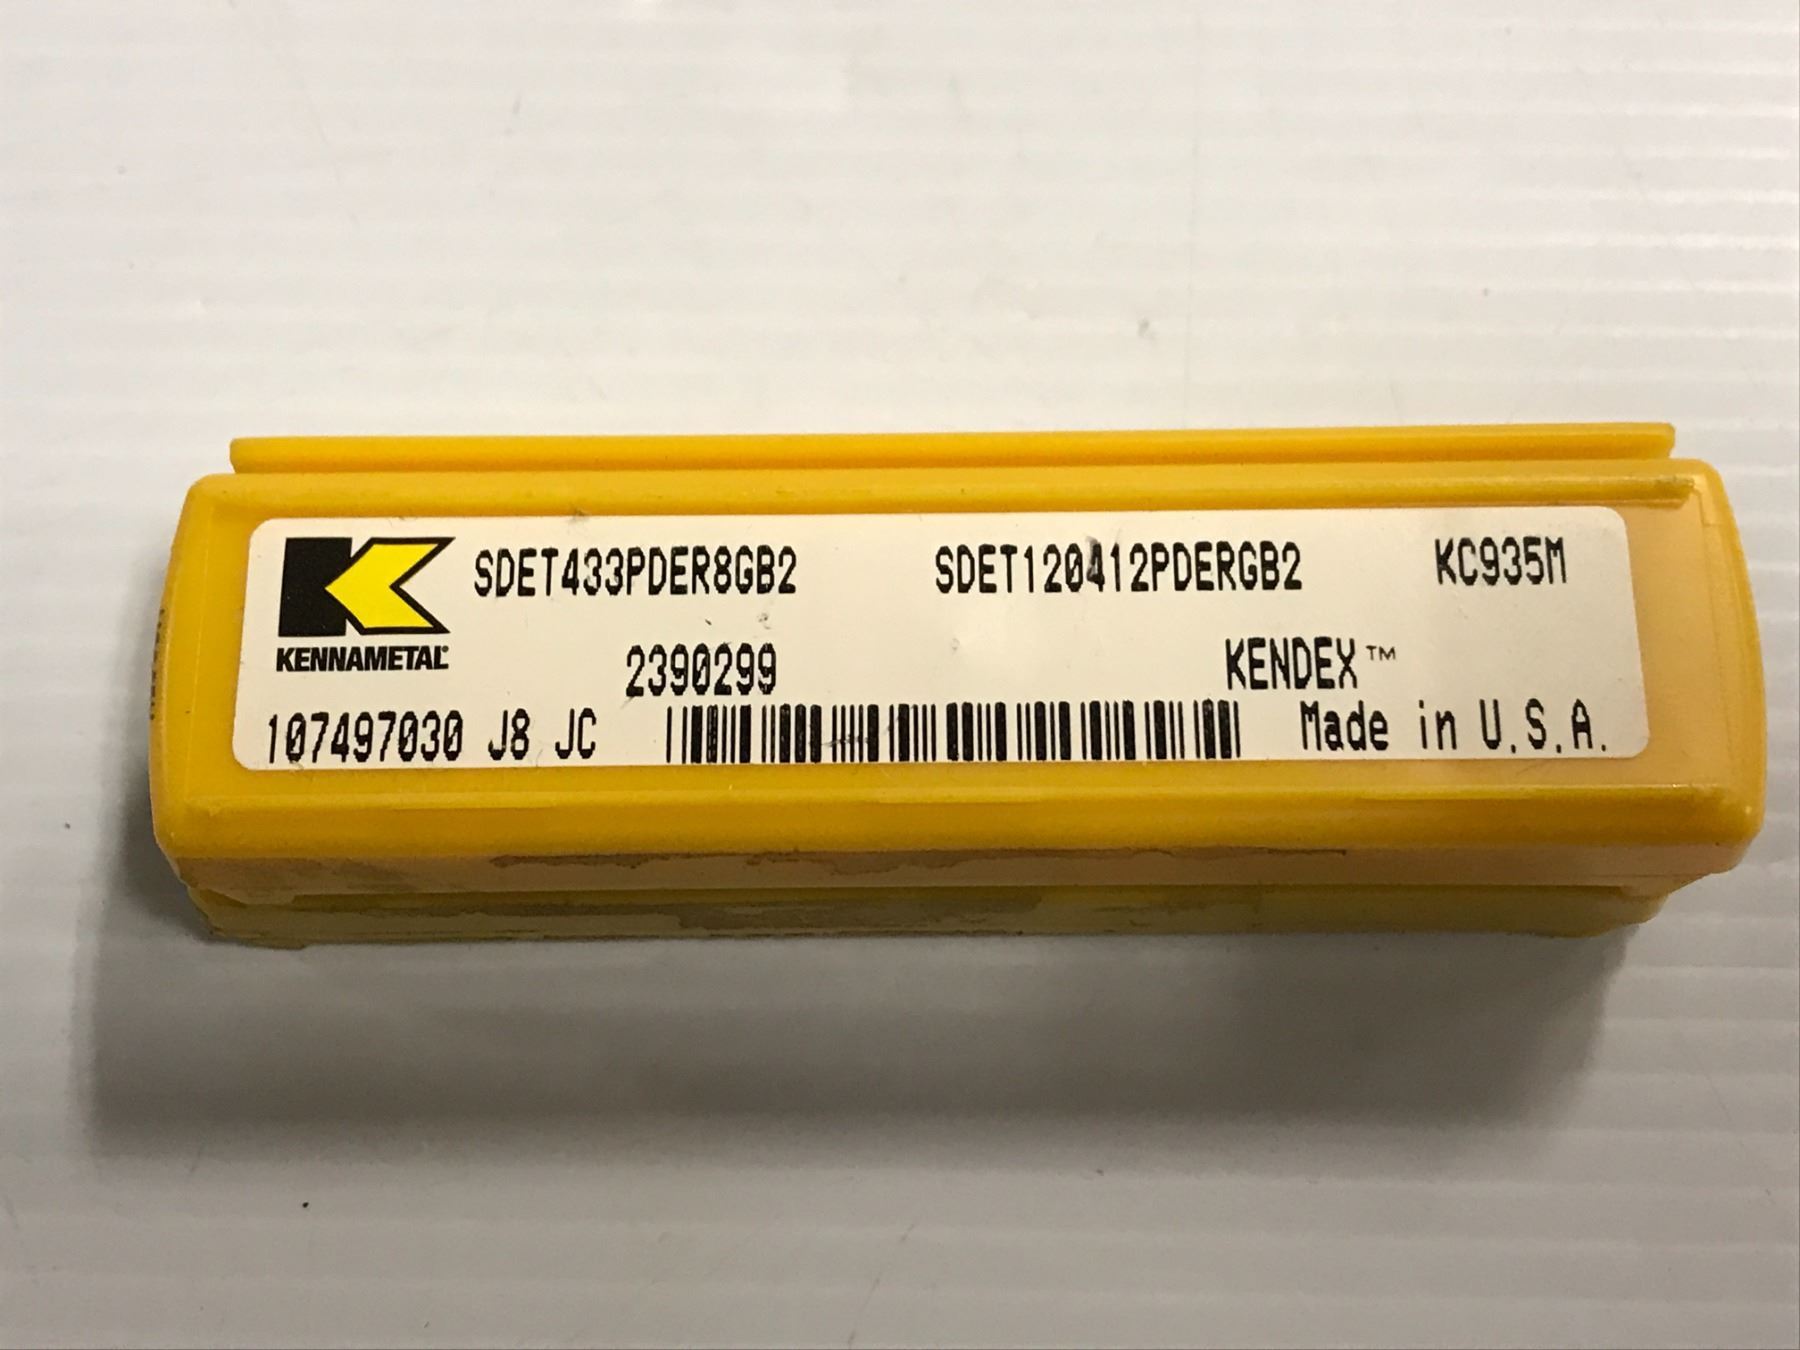 SDET433PDER8GB2 SDET120412PDERGB2 KC935M
KENNAMETAL
2390299 KENDEX™
107497030 J8 JC Made in U.S.A.